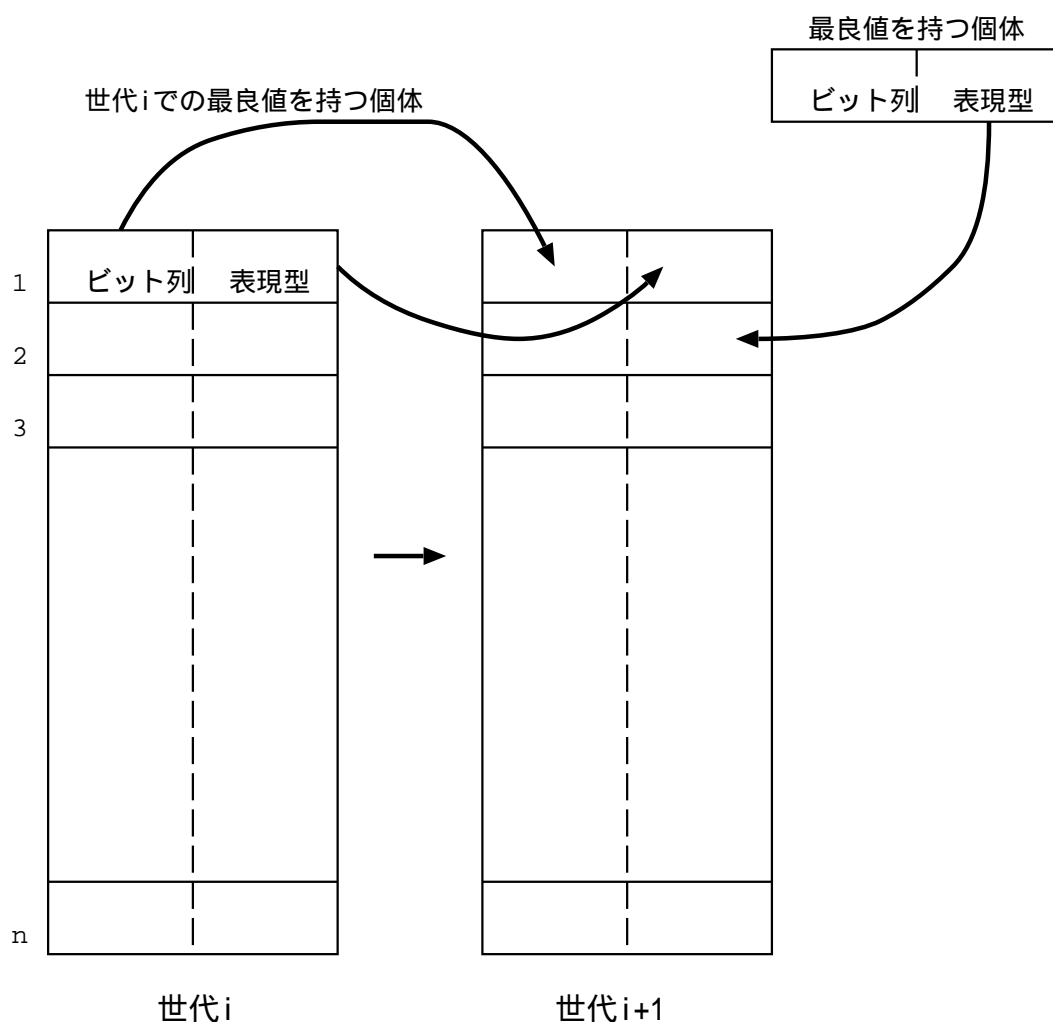 最良値を持つ個体
ビット列 表現型
世代iでの最良値を持つ個体
1 ビット列 表現型
2
3
n
世代i 世代i+1